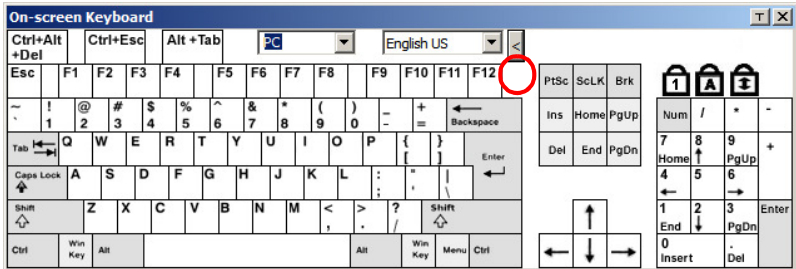 On-screen Keyboard T X
Ctrl+Alt +Del Ctrl+Esc Alt +Tab PC English US <
Esc F1 F2 F3 F4 F5 F6 F7 F8 F9 F10 F11 F12 PtSc ScLK Brk 1 A
~ ` ! 1 @ 2 # 3 $ 4 % 5 ^ 6 & 7 * 8 ( 9 ) 0 _ - + = Backspace Ins Home PgUp Num / * -
Tab Q W E R T Y U I O P { [ } ] Enter Del End PgDn 7 Home 8 9 PgUp +
Caps Lock A S D F G H J K L : ; " ' | \ 4 5 6
Shift Z X C V B N M < , > . ? / Shift 1 End 2 3 PgDn Enter
Ctrl Win Key Alt Alt Win Key Menu Ctrl 0 Insert . Del